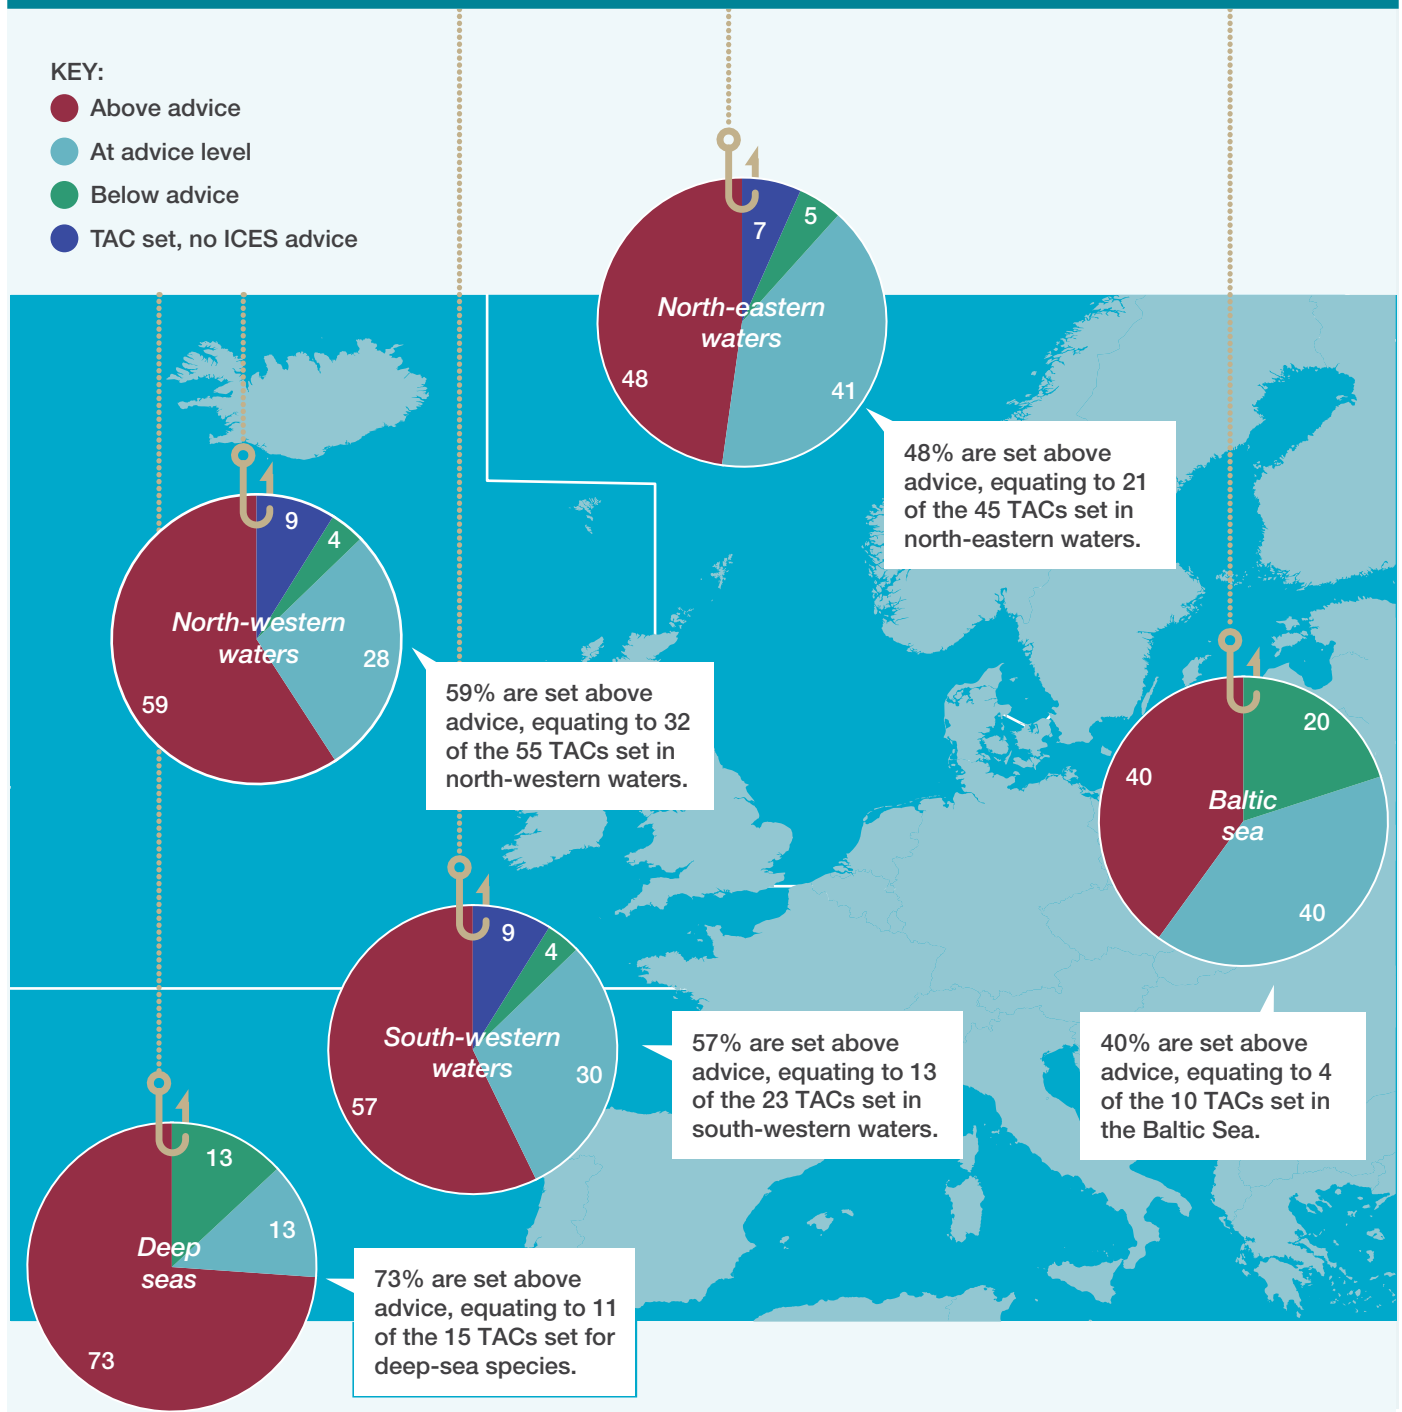 KEY:
Above advice
At advice level
Below advice
TAC set, no ICES advice
7
5
North-eastern
waters
48
41
48% are set above
advice, equating to 21
of the 45 TACs set in
north-eastern waters.
9
4
North-western
waters
28
59
59% are set above
advice, equating to 32
of the 55 TACs set in
north-western waters.
20
40
Baltic
sea
40
40% are set above
advice, equating to 4
of the 10 TACs set in
the Baltic Sea.
9
4
South-western
waters
30
57
57% are set above
advice, equating to 13
of the 23 TACs set in
south-western waters.
13
13
Deep
seas
73
73% are set above
advice, equating to 11
of the 15 TACs set for
deep-sea species.